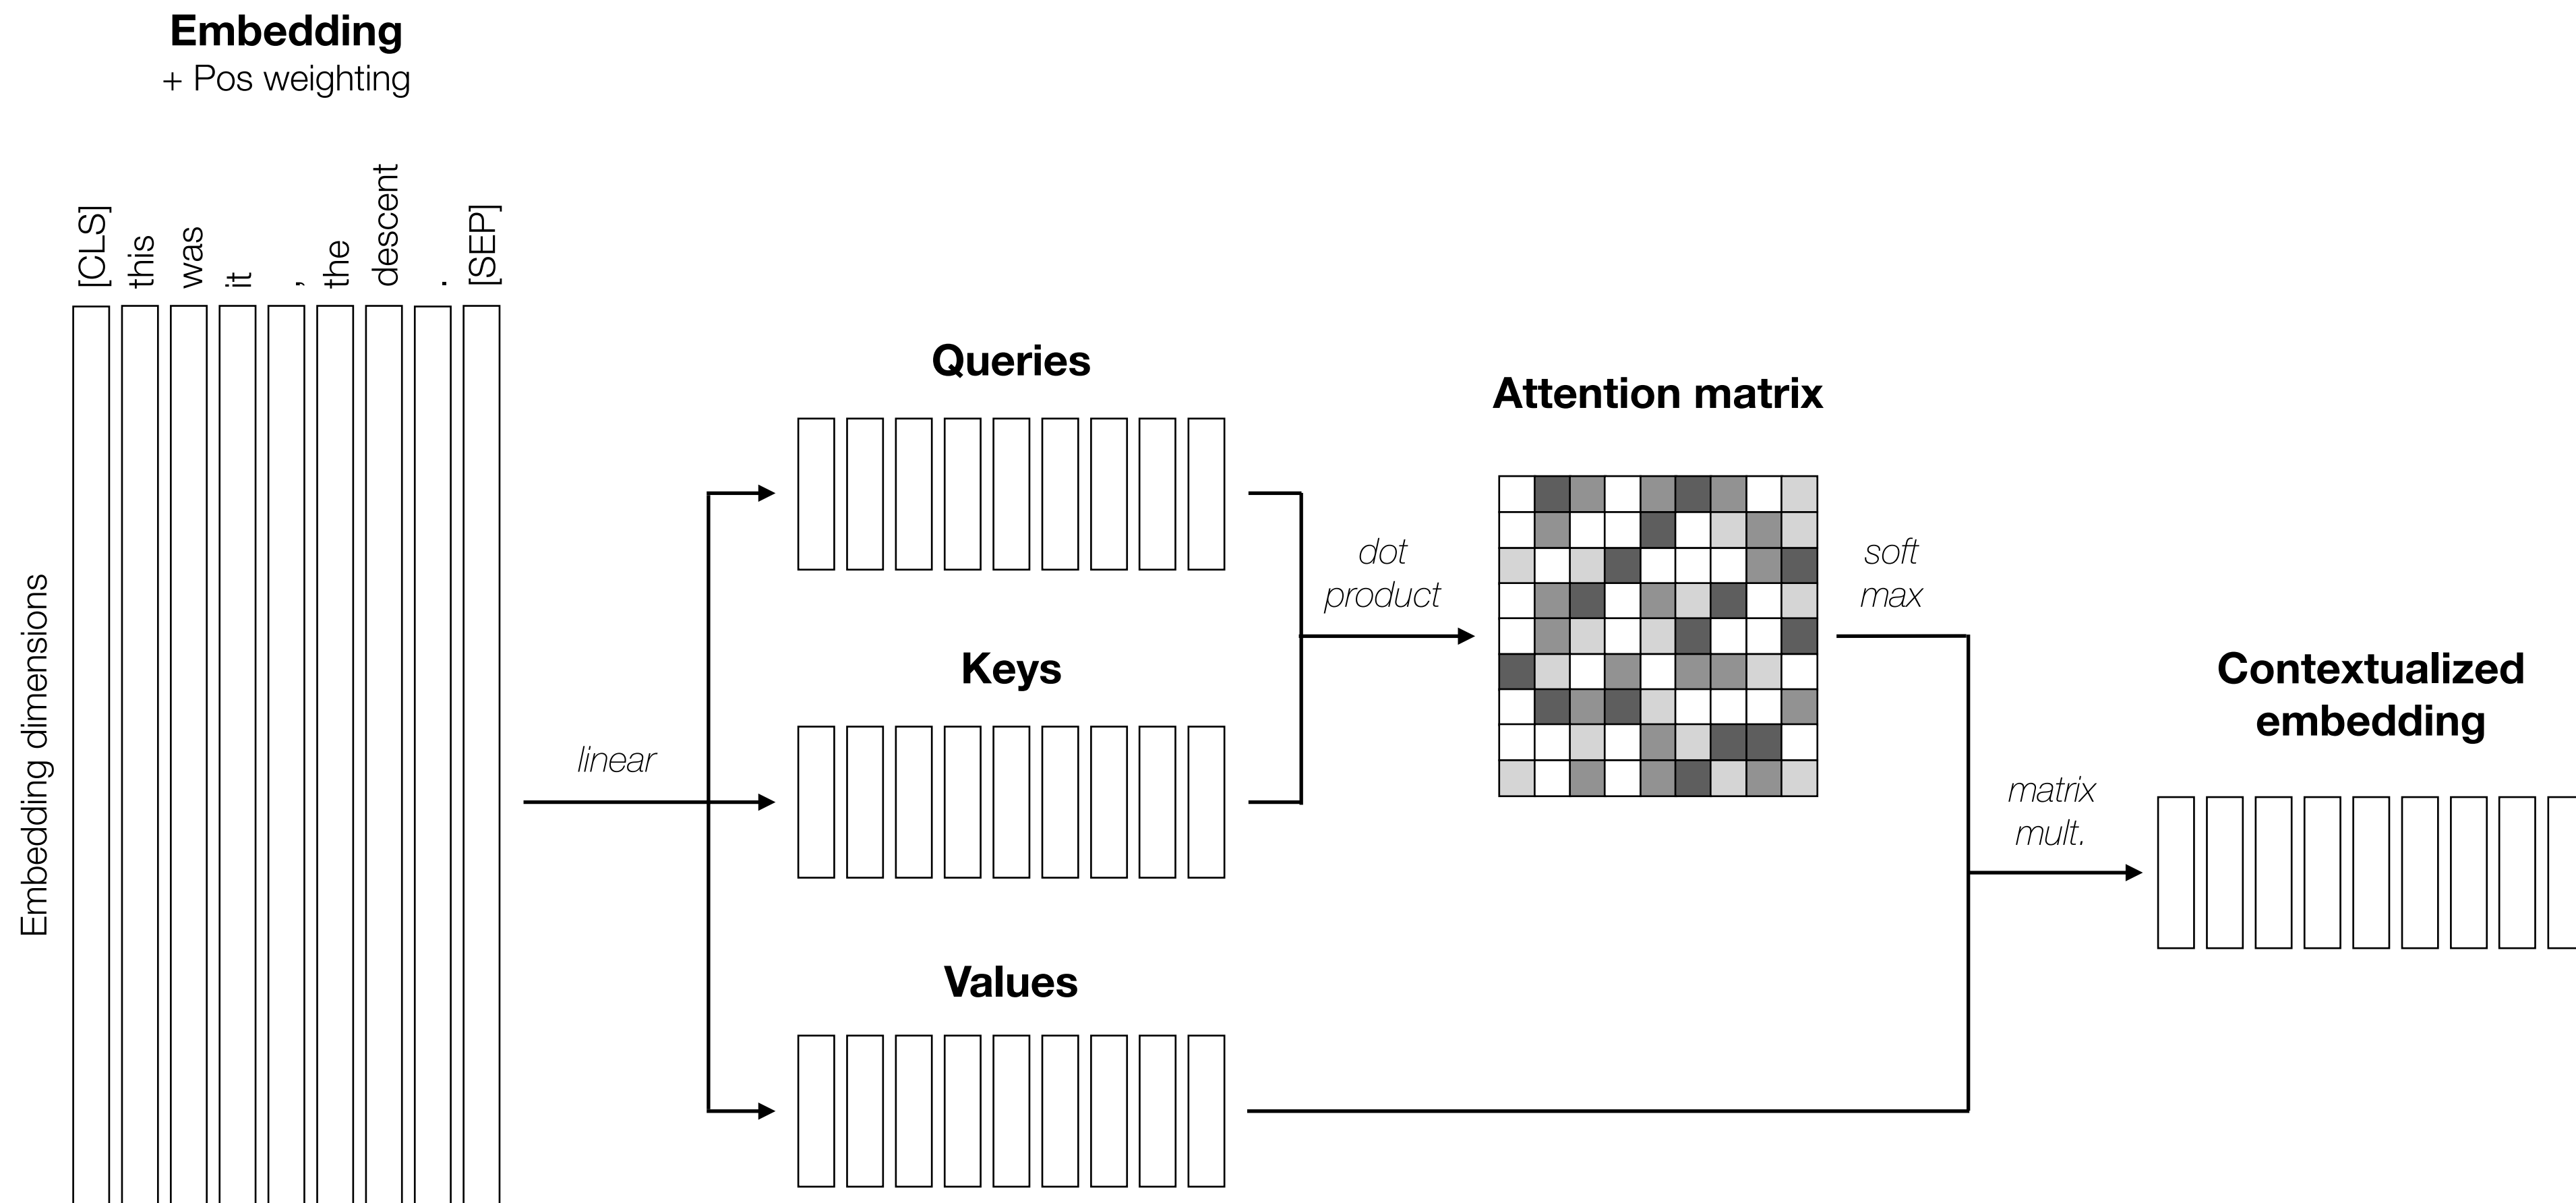 Embedding
+ Pos weighting
[CLS]
this
was
it
,
the
descent
.
[SEP]
Embedding dimensions
linear
Queries
Keys
Values
dot
product
Attention matrix
soft
max
matrix
mult.
Contextualized
embedding